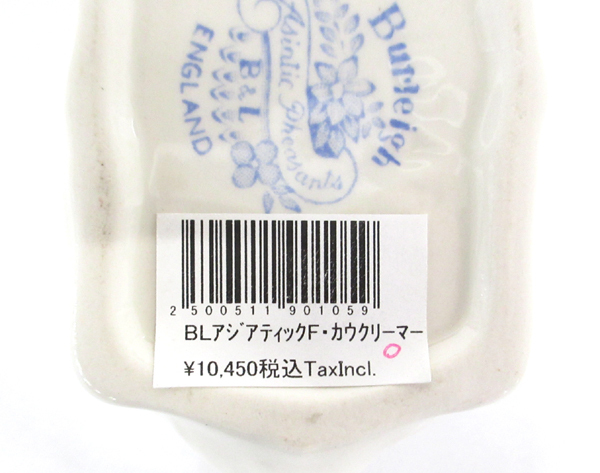 Burleigh
Asiatic Pheasants
B & L
ENGLAND
2 500511 901059
BLアジアティックF・カウクリーマー
¥10,450税込TaxIncl.